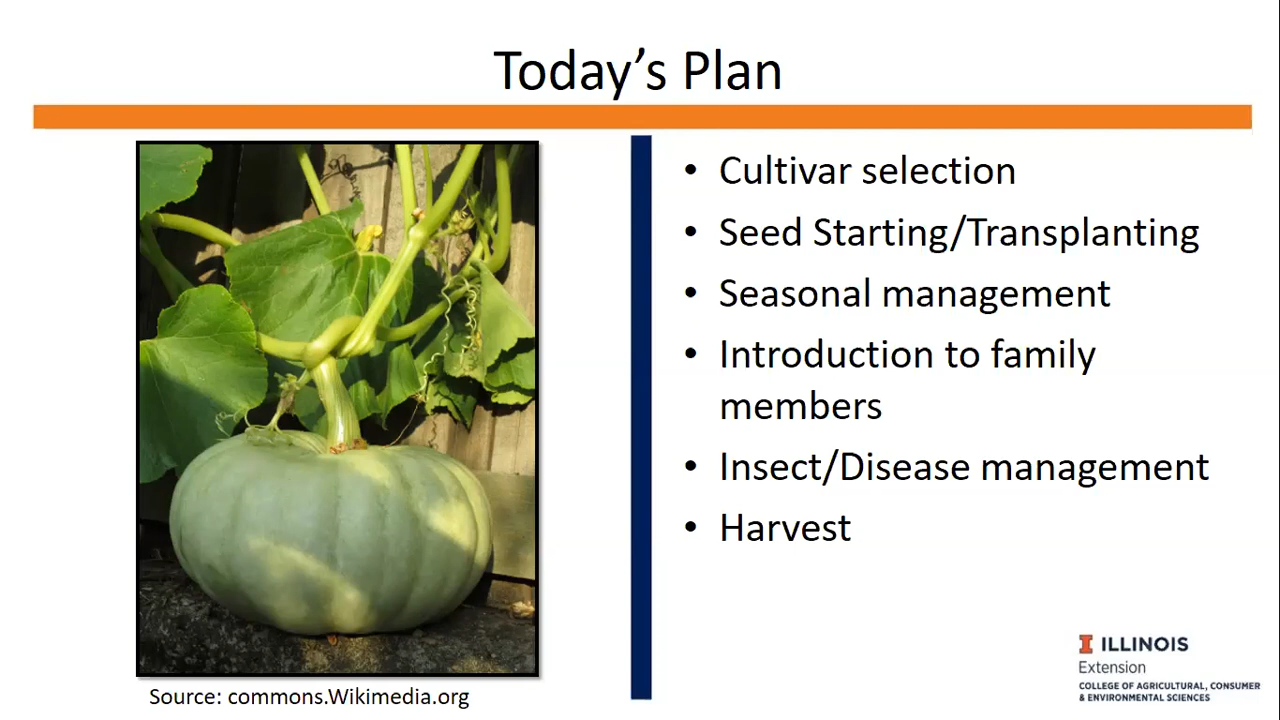 Today’s Plan
• Cultivar selection
• Seed Starting/Transplanting
• Seasonal management
• Introduction to family
members
• Insect/Disease management
• Harvest
Source: commons.Wikimedia.org
I ILLINOIS
Extension
COLLEGE OF AGRICULTURAL, CONSUMER
& ENVIRONMENTAL SCIENCES